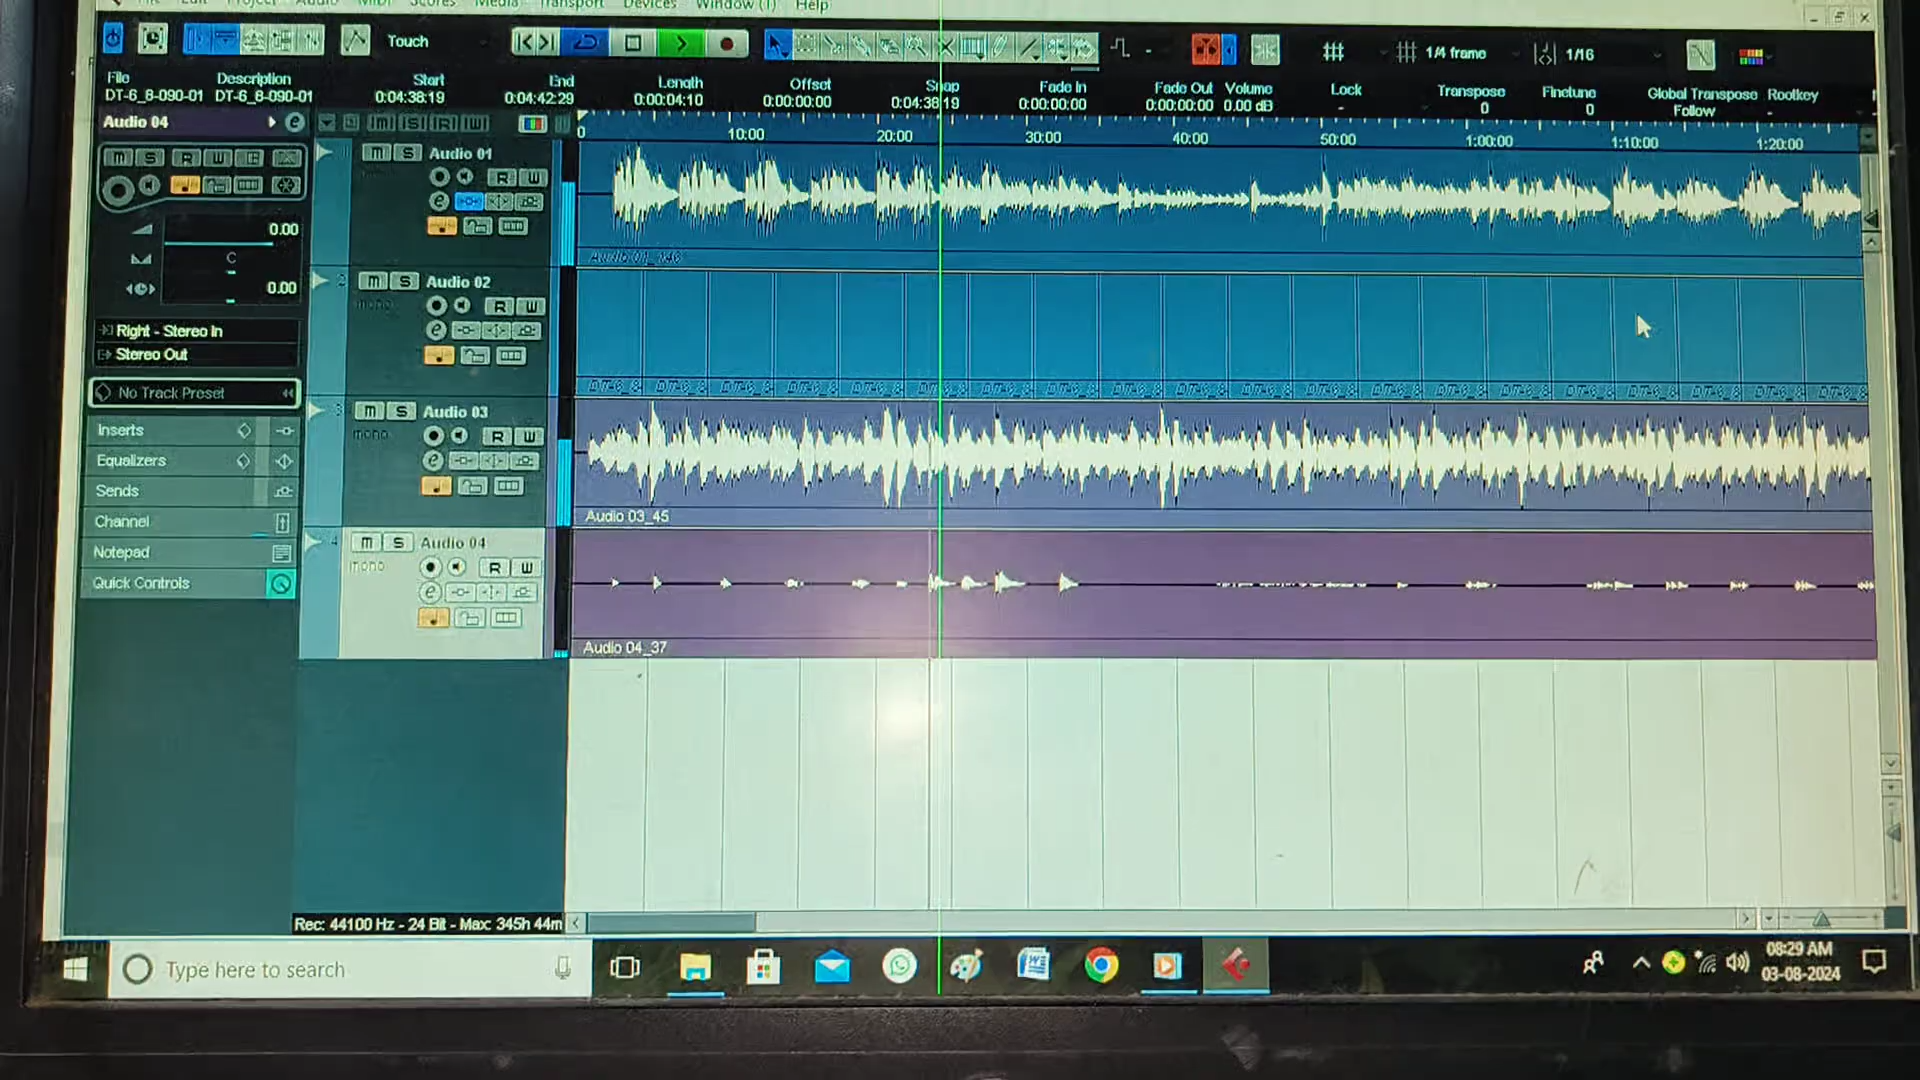 Edit Project Audio MIDI Scores Media Transport Devices Window (1) Help
Touch
1/4 frame
1/16
File Description Start End Length Offset Snap Fade In Fade Out Volume Lock Transpose Finetune Global Transpose Rootkey
DT-6_8-090-01 DT-6_8-090-01 0:04:38:19 0:04:42:29 0:00:04:10 0:00:00:00 0:04:38:19 0:00:00:00 0:00:00:00 0.00 dB - 0 0 Follow -
Audio 04
M S R W
0 10:00 20:00 30:00 40:00 50:00 1:00:00 1:10:00 1:20:00
M S Audio 01
R W
e
0.00
C
0.00
M S Audio 02
mono R W
e
Right - Stereo In
Stereo Out
No Track Preset
M S Audio 03
mono R W
e
Audio 03_45
Inserts
Equalizers
Sends
Channel
Notepad
Quick Controls
M S Audio 04
mono R W
e
Audio 04_37
Rec: 44100 Hz - 24 Bit - Max: 345h 44m
Type here to search
08:29 AM
03-08-2024